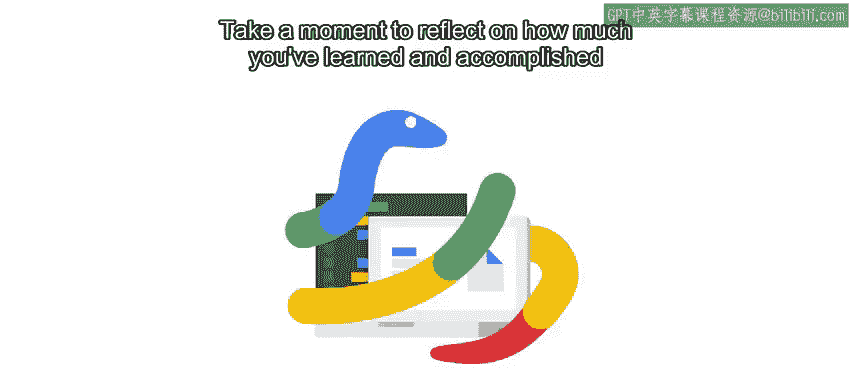 GPT中英字幕课程资源@bilibili.com
Take a moment to reflect on how much
you've learned and accomplished